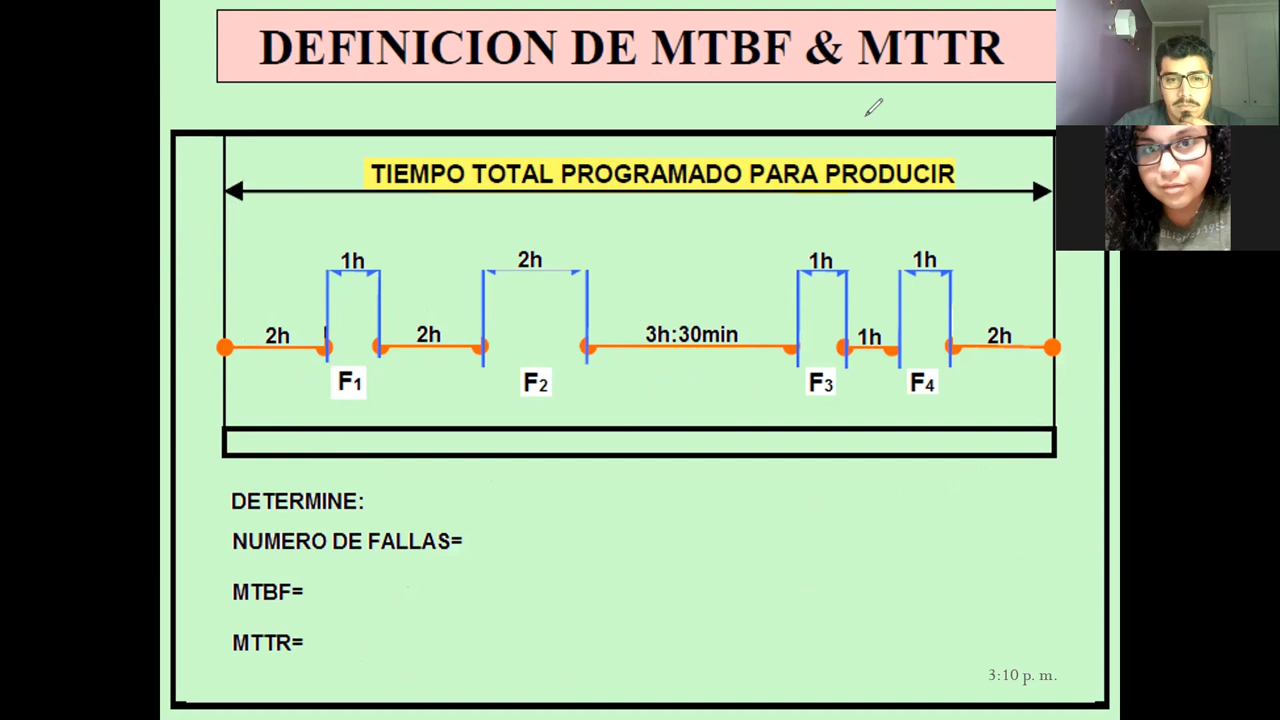 DEFINICION DE MTBF & MTTR
TIEMPO TOTAL PROGRAMADO PARA PRODUCIR
1h 2h 1h 1h
2h 2h 3h:30min 1h 2h
F1 F2 F3 F4
DETERMINE:
NUMERO DE FALLAS=
MTBF=
MTTR=
3:10 p. m.